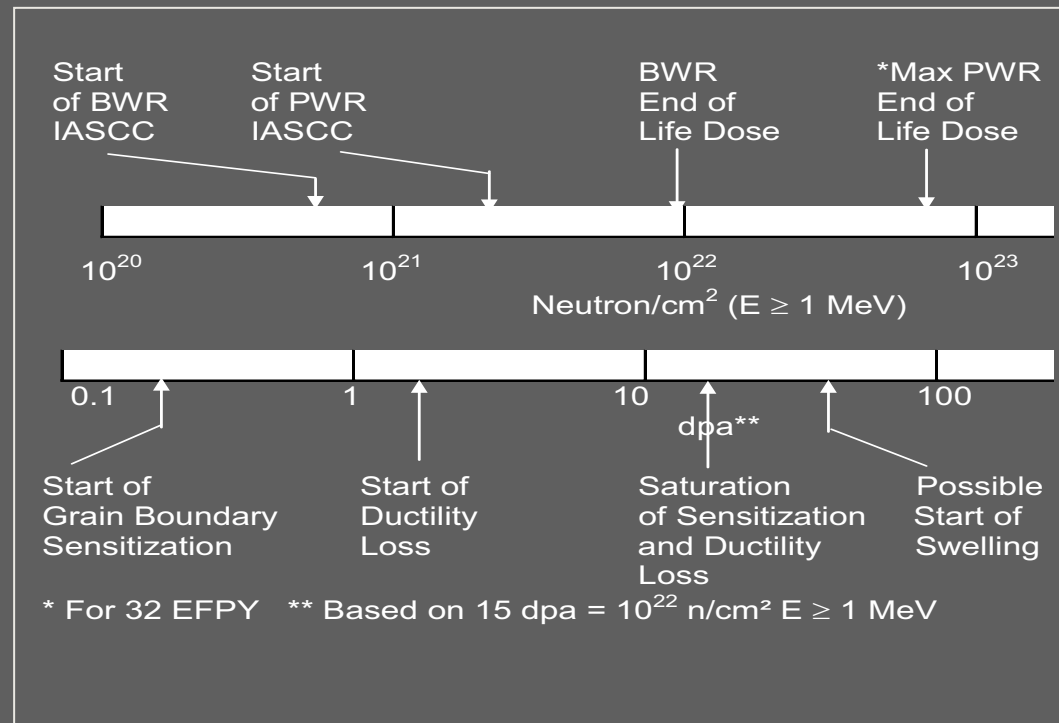 Start
of BWR
IASCC
Start
of PWR
IASCC
BWR
End of
Life Dose
*Max PWR
End of
Life Dose
10²⁰ 10²¹ 10²² 10²³
Neutron/cm² (E ≥ 1 MeV)
0.1 1 10 100
dpa**
Start of
Grain Boundary
Sensitization
Start of
Ductility
Loss
Saturation
of Sensitization
and Ductility
Loss
Possible
Start of
Swelling
* For 32 EFPY ** Based on 15 dpa = 10²² n/cm² E ≥ 1 MeV